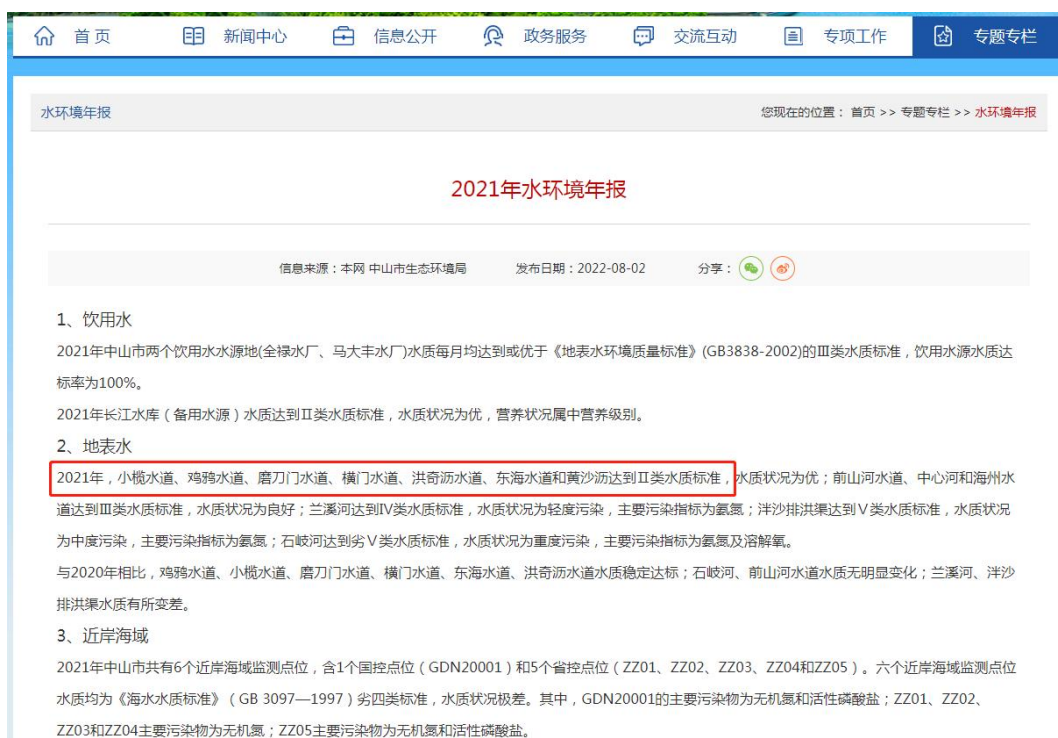 首页 新闻中心 信息公开 政务服务 交流互动 专项工作 专题专栏
水环境年报 您现在的位置： 首页 >> 专题专栏 >> 水环境年报
2021年水环境年报
信息来源：本网 中山市生态环境局 发布日期：2022-08-02 分享：
1、饮用水
2021年中山市两个饮用水水源地(全禄水厂、马大丰水厂)水质每月均达到或优于《地表水环境质量标准》(GB3838-2002)的Ⅲ类水质标准，饮用水源水质达
标率为100%。
2021年长江水库（备用水源）水质达到Ⅱ类水质标准，水质状况为优，营养状况属中营养级别。
2、地表水
2021年，小榄水道、鸡鸦水道、磨刀门水道、横门水道、洪奇沥水道、东海水道和黄沙沥达到Ⅱ类水质标准，水质状况为优；前山河水道、中心河和海州水
道达到Ⅲ类水质标准，水质状况为良好；兰溪河达到Ⅳ类水质标准，水质状况为轻度污染，主要污染指标为氨氮；泮沙排洪渠达到Ⅴ类水质标准，水质状况
为中度污染，主要污染指标为氨氮；石岐河达到劣Ⅴ类水质标准，水质状况为重度污染，主要污染指标为氨氮及溶解氧。
与2020年相比，鸡鸦水道、小榄水道、磨刀门水道、横门水道、东海水道、洪奇沥水道水质稳定达标；石岐河、前山河水道水质无明显变化；兰溪河、泮沙
排洪渠水质有所变差。
3、近岸海域
2021年中山市共有6个近岸海域监测点位，含1个国控点位（GDN20001）和5个省控点位（ZZ01、ZZ02、ZZ03、ZZ04和ZZ05）。六个近岸海域监测点位
水质均为《海水水质标准》（GB 3097—1997）劣四类标准，水质状况极差。其中，GDN20001的主要污染物为无机氮和活性磷酸盐；ZZ01、ZZ02、
ZZ03和ZZ04主要污染物为无机氮；ZZ05主要污染物为无机氮和活性磷酸盐。